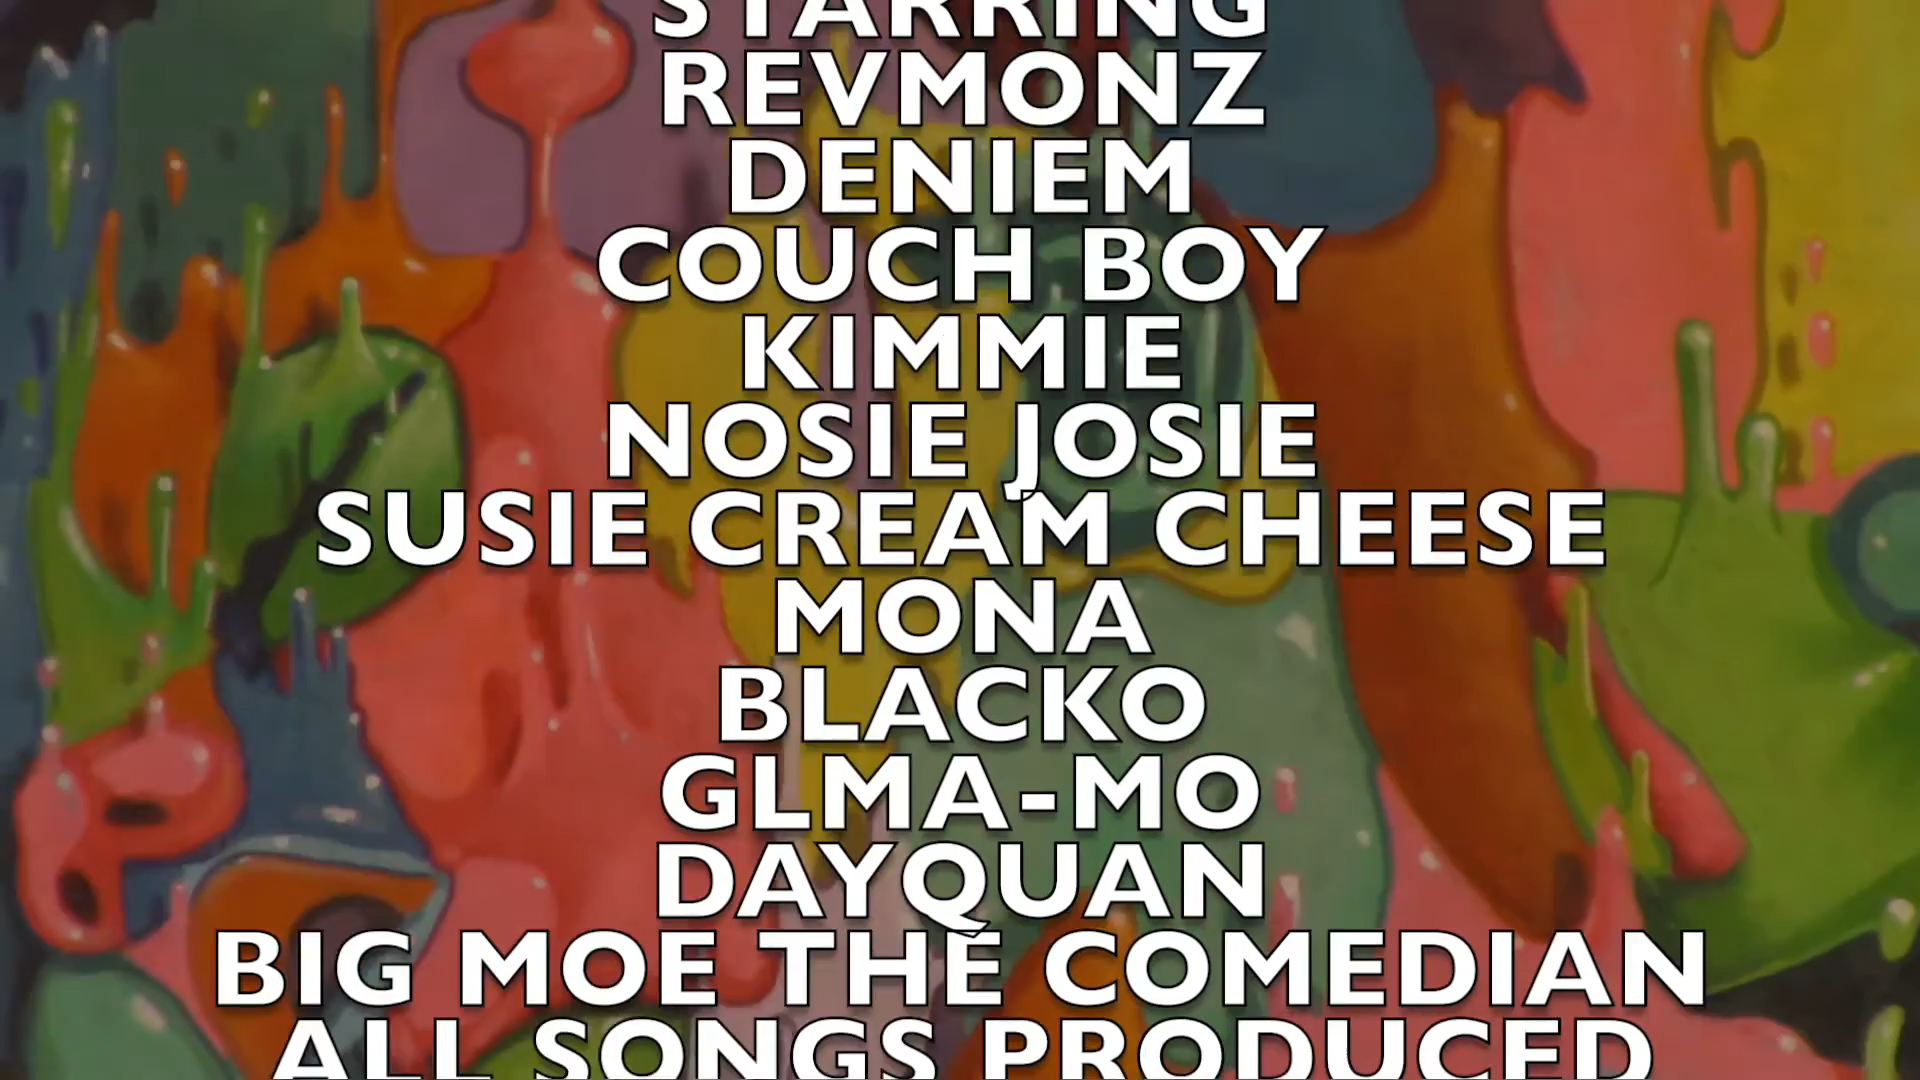 STARRING
REVMONZ
DENIEM
COUCH BOY
KIMMIE
NOSIE JOSIE
SUSIE CREAM CHEESE
MONA
BLACKO
GLMA-MO
DAYQUAN
BIG MOE THE COMEDIAN
ALL SONGS PRODUCED